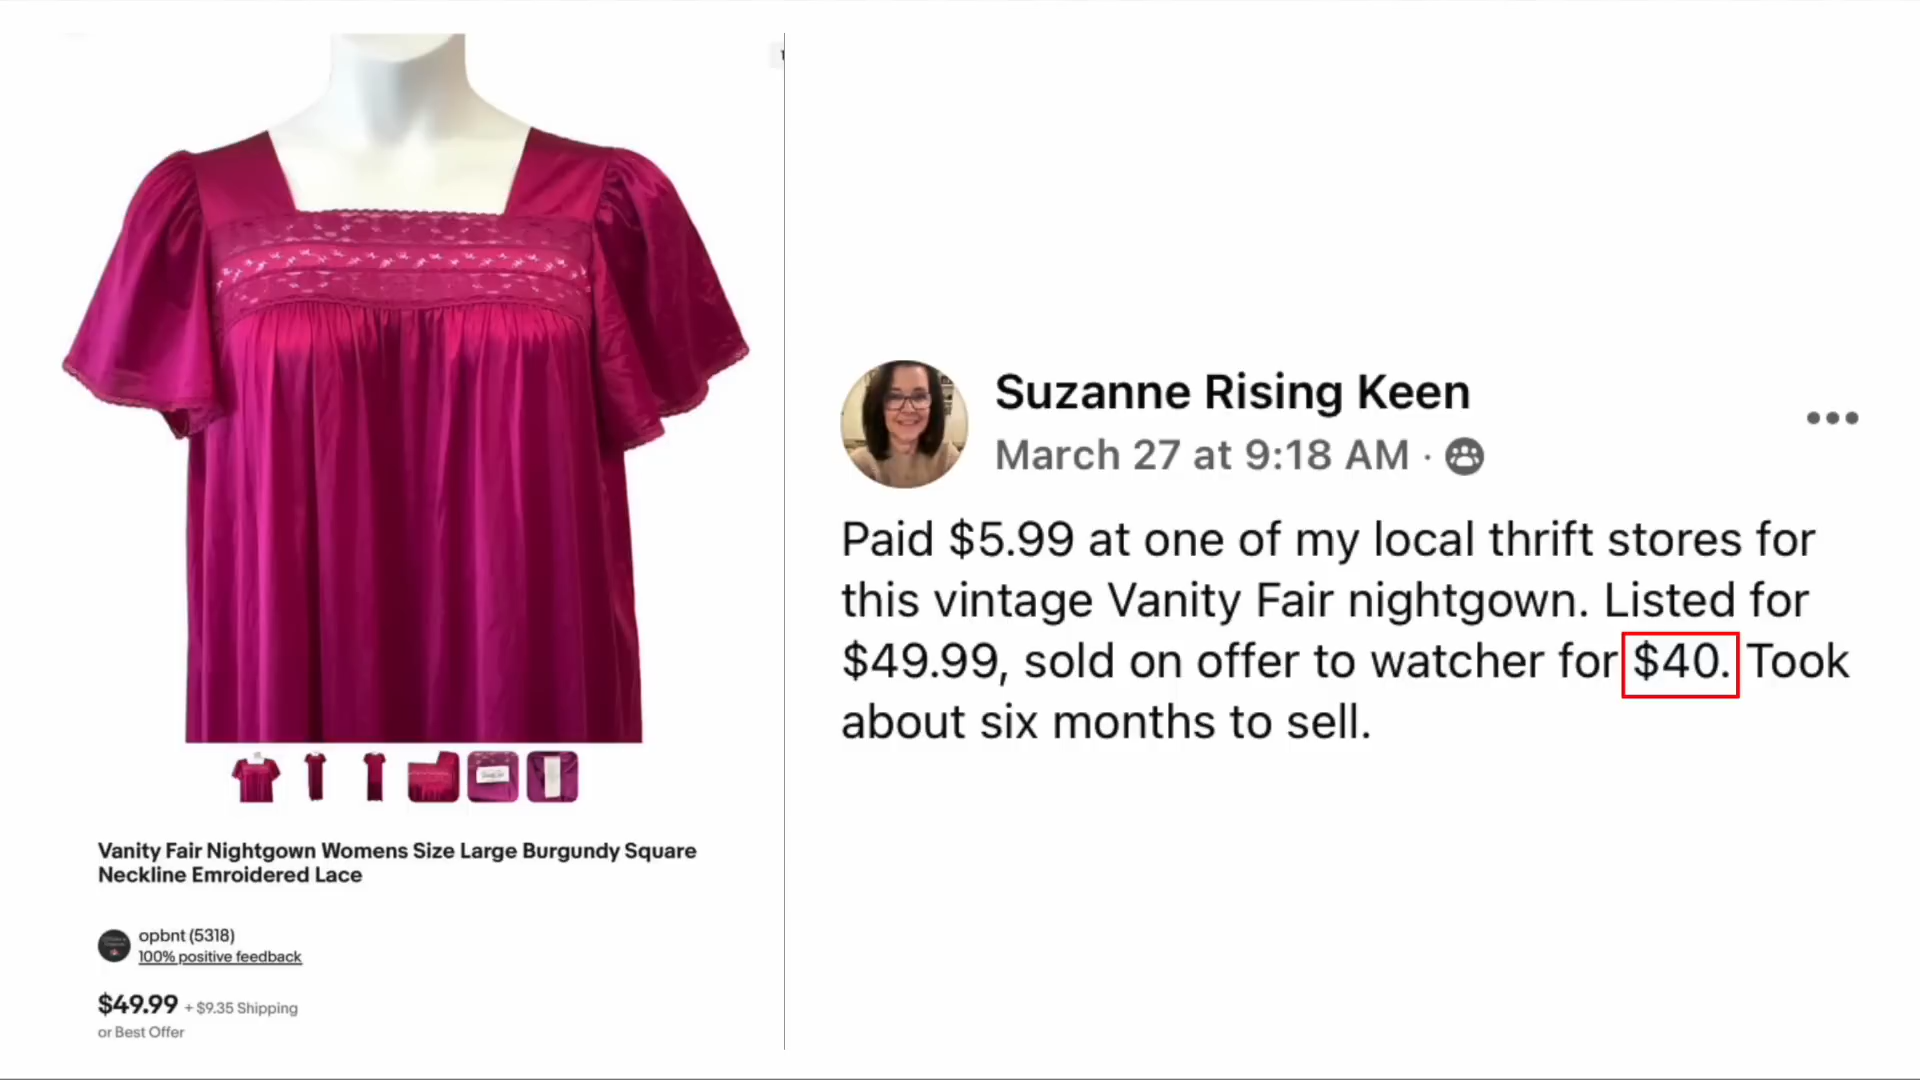 Vanity Fair Nightgown Womens Size Large Burgundy Square
Neckline Emroidered Lace
opbnt (5318)
100% positive feedback
$49.99 + $9.35 Shipping
or Best Offer
Suzanne Rising Keen
March 27 at 9:18 AM ·
Paid $5.99 at one of my local thrift stores for
this vintage Vanity Fair nightgown. Listed for
$49.99, sold on offer to watcher for $40. Took
about six months to sell.